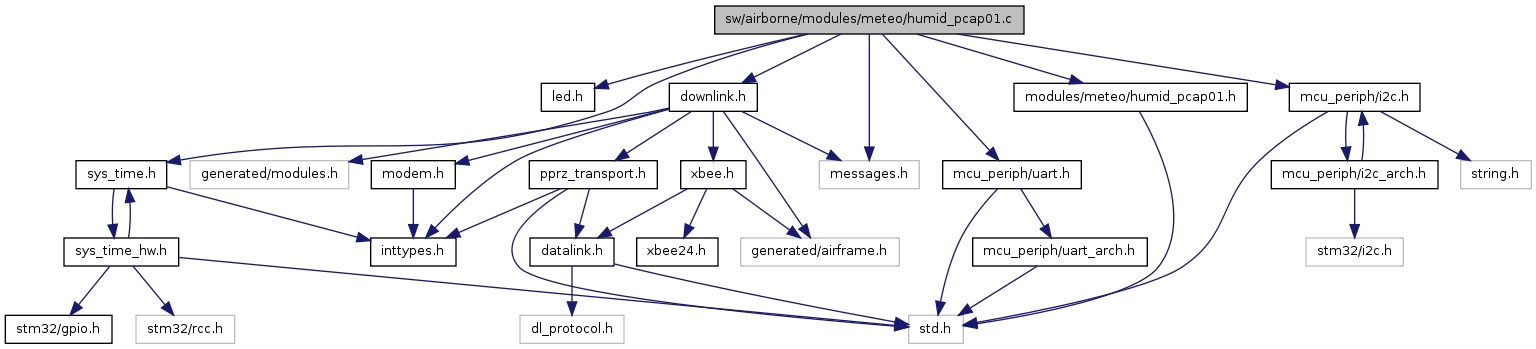 sw/airborne/modules/meteo/humid_pcap01.c
led.h
downlink.h
modules/meteo/humid_pcap01.h
mcu_periph/i2c.h
sys_time.h
generated/modules.h
modem.h
pprz_transport.h
xbee.h
messages.h
mcu_periph/uart.h
mcu_periph/i2c_arch.h
string.h
sys_time_hw.h
inttypes.h
datalink.h
xbee24.h
generated/airframe.h
mcu_periph/uart_arch.h
stm32/i2c.h
stm32/gpio.h
stm32/rcc.h
dl_protocol.h
std.h